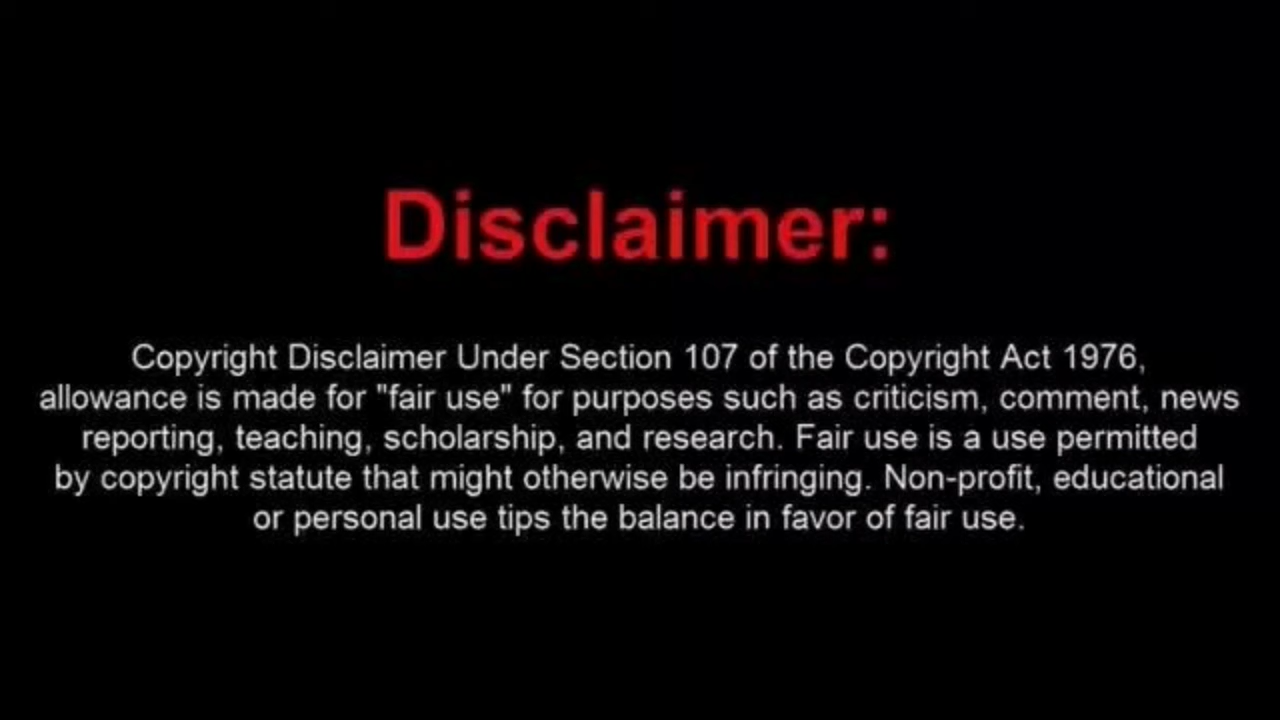 Disclaimer:
Copyright Disclaimer Under Section 107 of the Copyright Act 1976,
allowance is made for "fair use" for purposes such as criticism, comment, news
reporting, teaching, scholarship, and research. Fair use is a use permitted
by copyright statute that might otherwise be infringing. Non-profit, educational
or personal use tips the balance in favor of fair use.